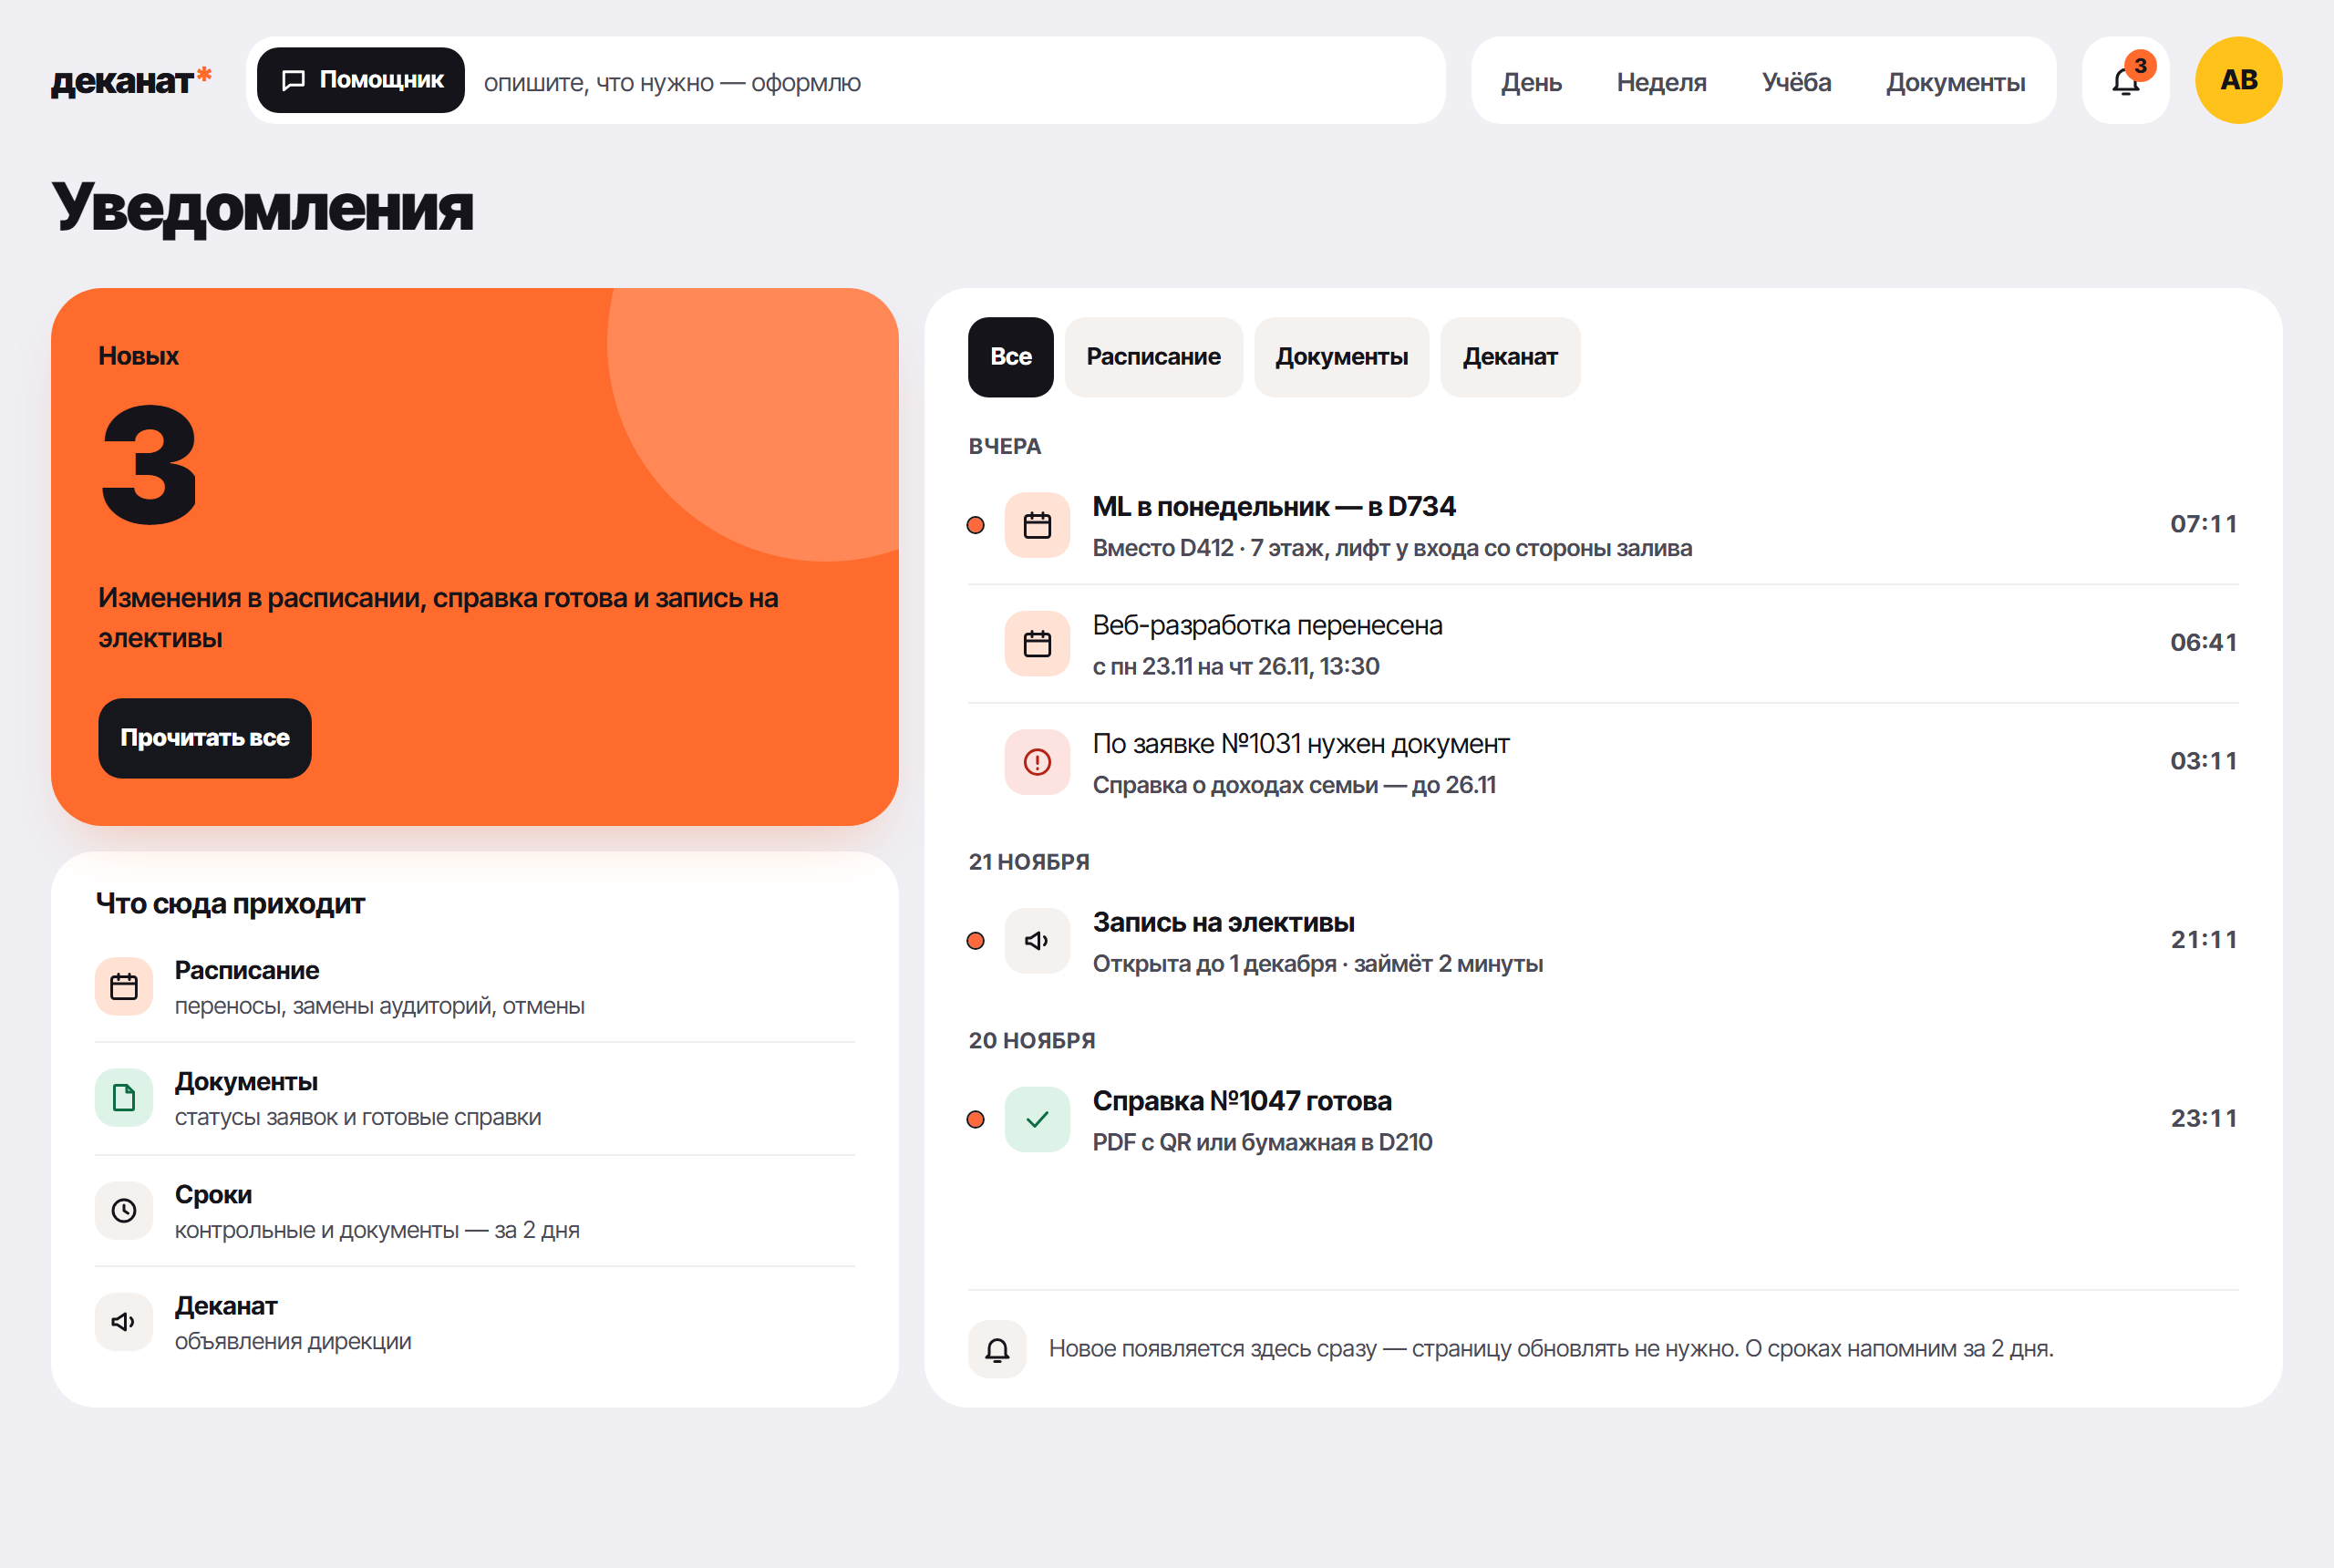 деканат*
Помощник
опишите, что нужно — оформлю
День
Неделя
Учёба
Документы
3
АВ
Уведомления
Новых
3
Изменения в расписании, справка готова и запись на
элективы
Прочитать все
Что сюда приходит
Расписание
переносы, замены аудиторий, отмены
Документы
статусы заявок и готовые справки
Сроки
контрольные и документы — за 2 дня
Деканат
объявления дирекции
Все
Расписание
Документы
Деканат
ВЧЕРА
ML в понедельник — в D734
Вместо D412 · 7 этаж, лифт у входа со стороны залива
07:11
Веб-разработка перенесена
с пн 23.11 на чт 26.11, 13:30
06:41
По заявке №1031 нужен документ
Справка о доходах семьи — до 26.11
03:11
21 НОЯБРЯ
Запись на элективы
Открыта до 1 декабря · займёт 2 минуты
21:11
20 НОЯБРЯ
Справка №1047 готова
PDF с QR или бумажная в D210
23:11
Новое появляется здесь сразу — страницу обновлять не нужно. О сроках напомним за 2 дня.